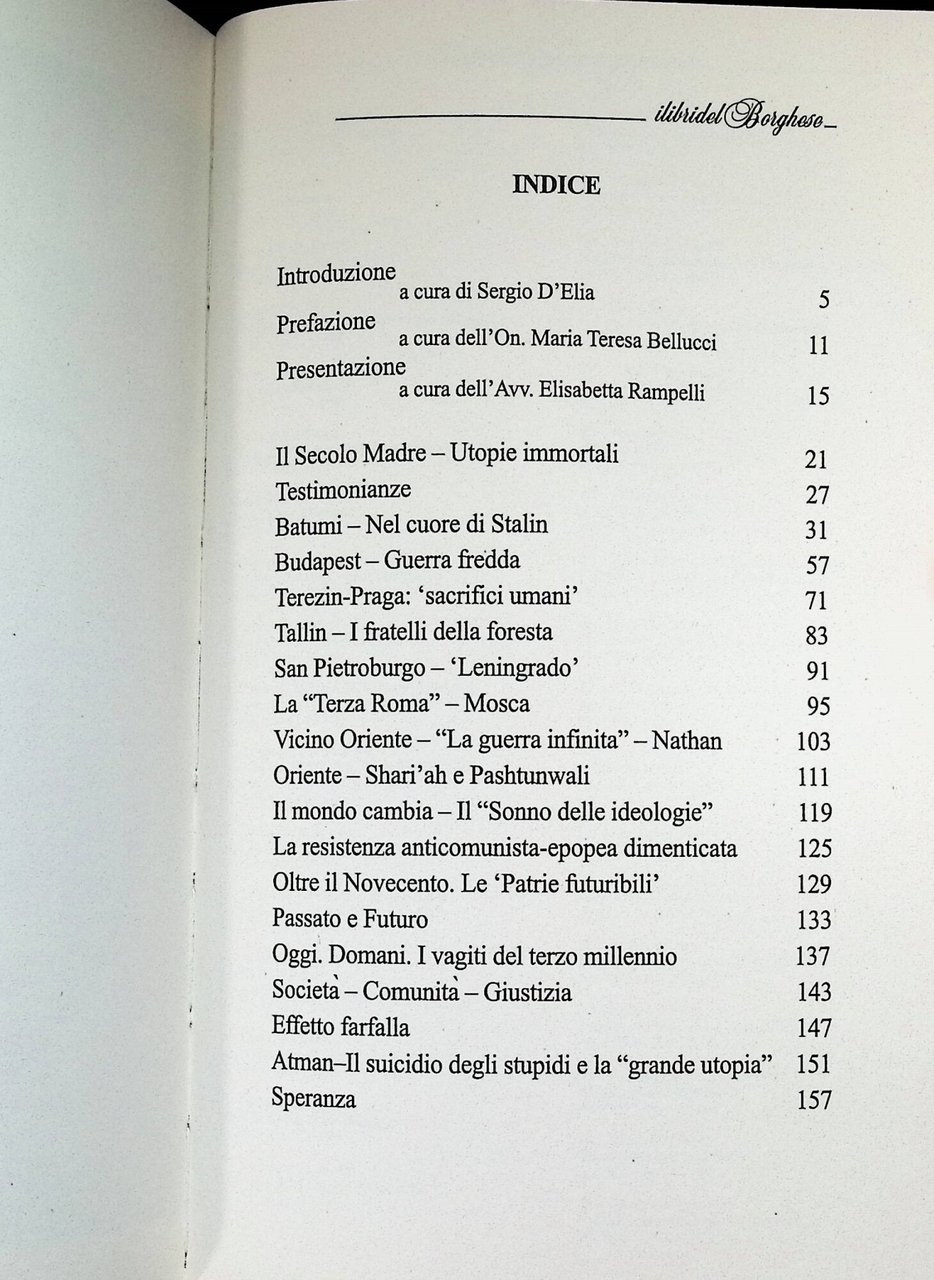 ilibridelBorghese
INDICE
Introduzione
a cura di Sergio D’Elia 5
Prefazione
a cura dell’On. Maria Teresa Bellucci 11
Presentazione
a cura dell’Avv. Elisabetta Rampelli 15
Il Secolo Madre – Utopie immortali 21
Testimonianze 27
Batumi – Nel cuore di Stalin 31
Budapest – Guerra fredda 57
Terezin-Praga: ‘sacrifici umani’ 71
Tallin – I fratelli della foresta 83
San Pietroburgo – ‘Leningrado’ 91
La “Terza Roma” – Mosca 95
Vicino Oriente – “La guerra infinita” – Nathan 103
Oriente – Shari’ah e Pashtunwali 111
Il mondo cambia – Il “Sonno delle ideologie” 119
La resistenza anticomunista-epopea dimenticata 125
Oltre il Novecento. Le ‘Patrie futuribili’ 129
Passato e Futuro 133
Oggi. Domani. I vagiti del terzo millennio 137
Società – Comunità – Giustizia 143
Effetto farfalla 147
Atman–Il suicidio degli stupidi e la “grande utopia” 151
Speranza 157